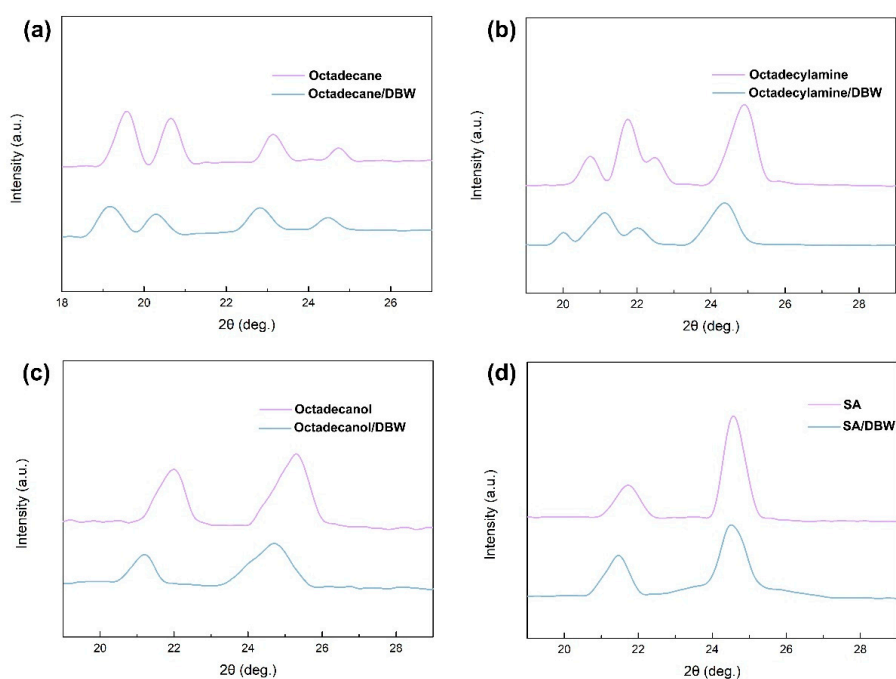 (a)
Octadecane
Octadecane/DBW
Intensity (a.u.)
18 20 22 24 26
2θ (deg.)
(b)
Octadecylamine
Octadecylamine/DBW
Intensity (a.u.)
20 22 24 26 28
2θ (deg.)
(c)
Octadecanol
Octadecanol/DBW
Intensity (a.u.)
20 22 24 26 28
2θ (deg.)
(d)
SA
SA/DBW
Intensity (a.u.)
20 22 24 26 28
2θ (deg.)